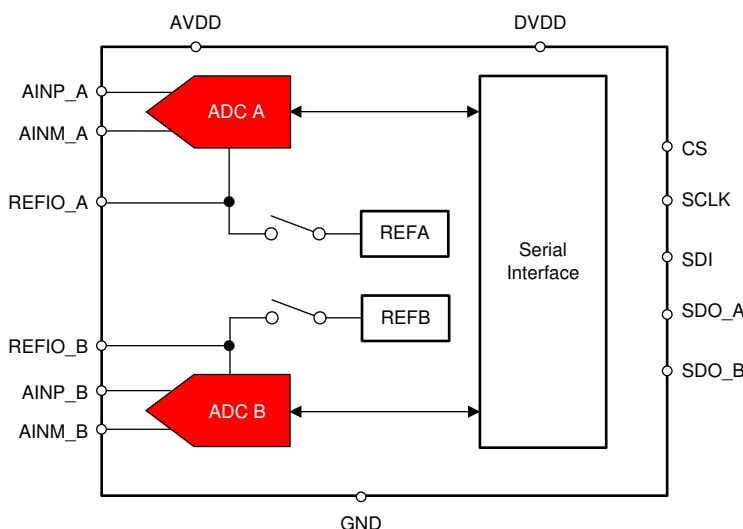 AVDD
DVDD
AINP_A
AINM_A
REFIO_A
ADC A
REFA
REFB
REFIO_B
AINP_B
AINM_B
ADC B
Serial
Interface
CS
SCLK
SDI
SDO_A
SDO_B
GND